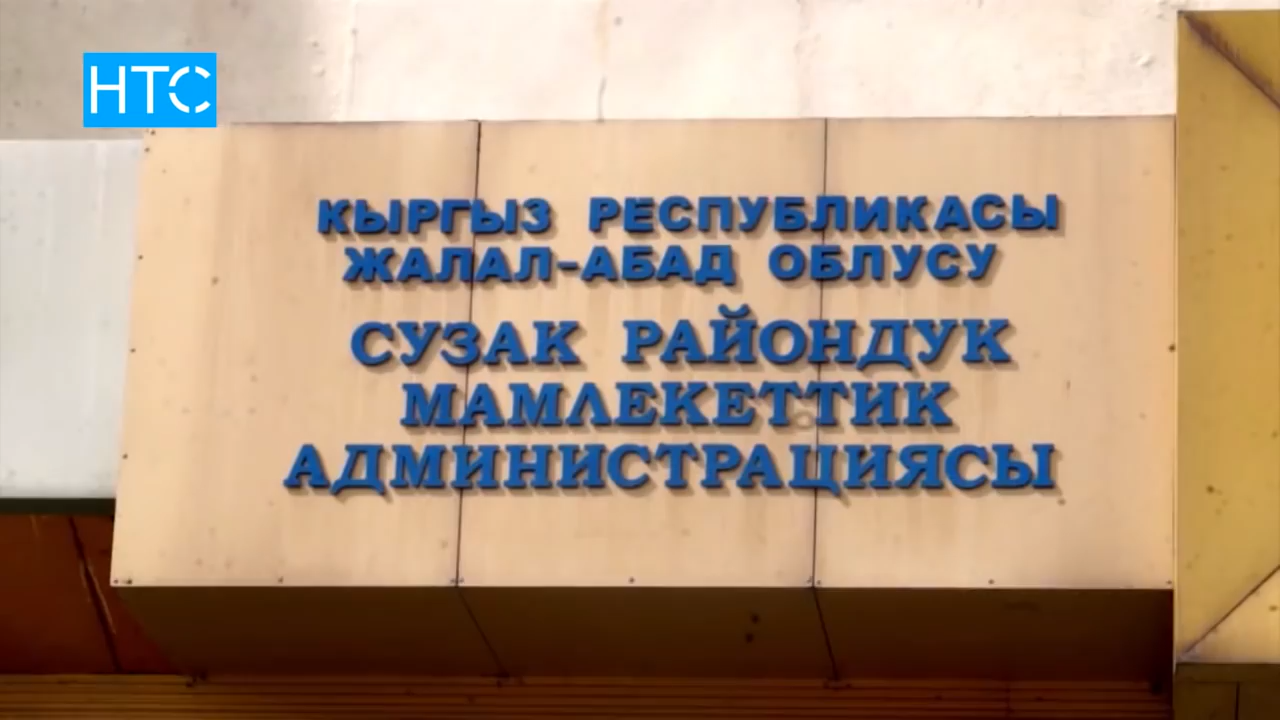 НТС
КЫРГЫЗ РЕСПУБЛИКАСЫ
ЖАЛАЛ-АБАД ОБЛУСУ
СУЗАК РАЙОНДУК
МАМЛЕКЕТТИК
АДМИНИСТРАЦИЯСЫ